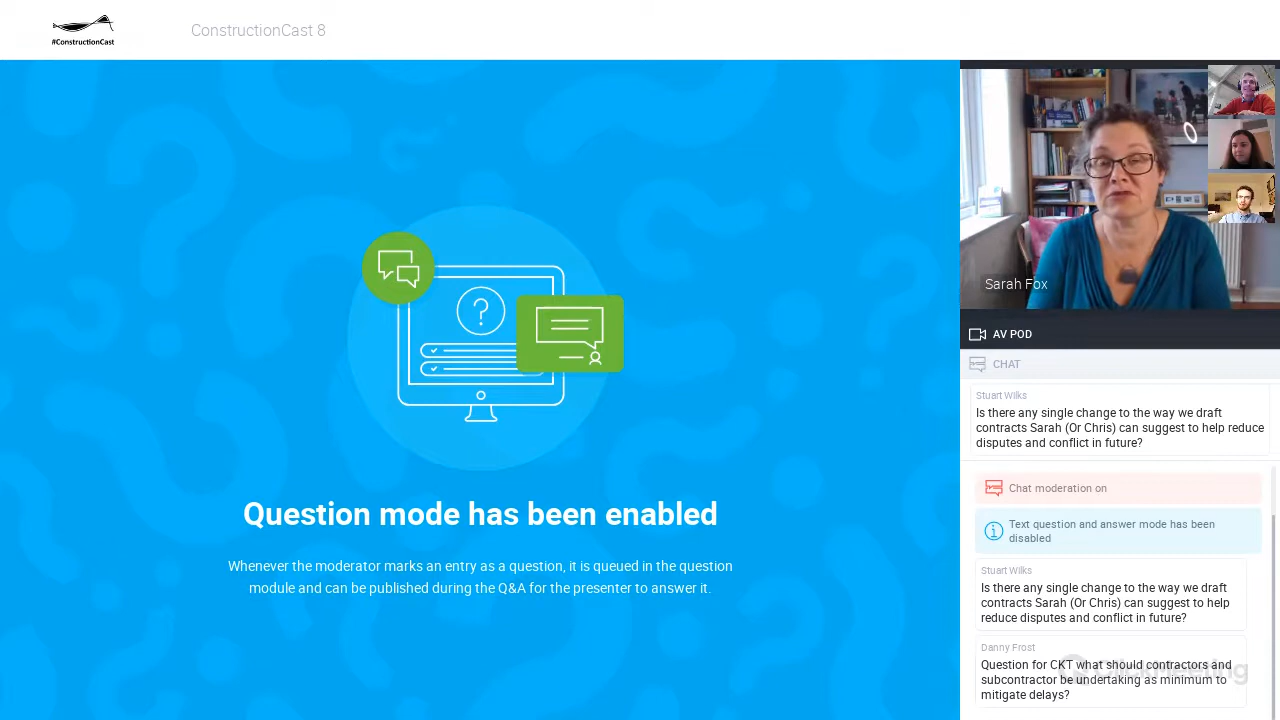 #ConstructionCast
ConstructionCast 8
Sarah Fox
AV POD
CHAT
Stuart Wilks
Is there any single change to the way we draft
contracts Sarah (Or Chris) can suggest to help reduce
disputes and conflict in future?
Chat moderation on
Text question and answer mode has been
disabled
Stuart Wilks
Is there any single change to the way we draft
contracts Sarah (Or Chris) can suggest to help
reduce disputes and conflict in future?
Danny Frost
Question for CKT what should contractors and
subcontractor be undertaking as minimum to
mitigate delays?
ClickMeeting
Question mode has been enabled
Whenever the moderator marks an entry as a question, it is queued in the question
module and can be published during the Q&A for the presenter to answer it.